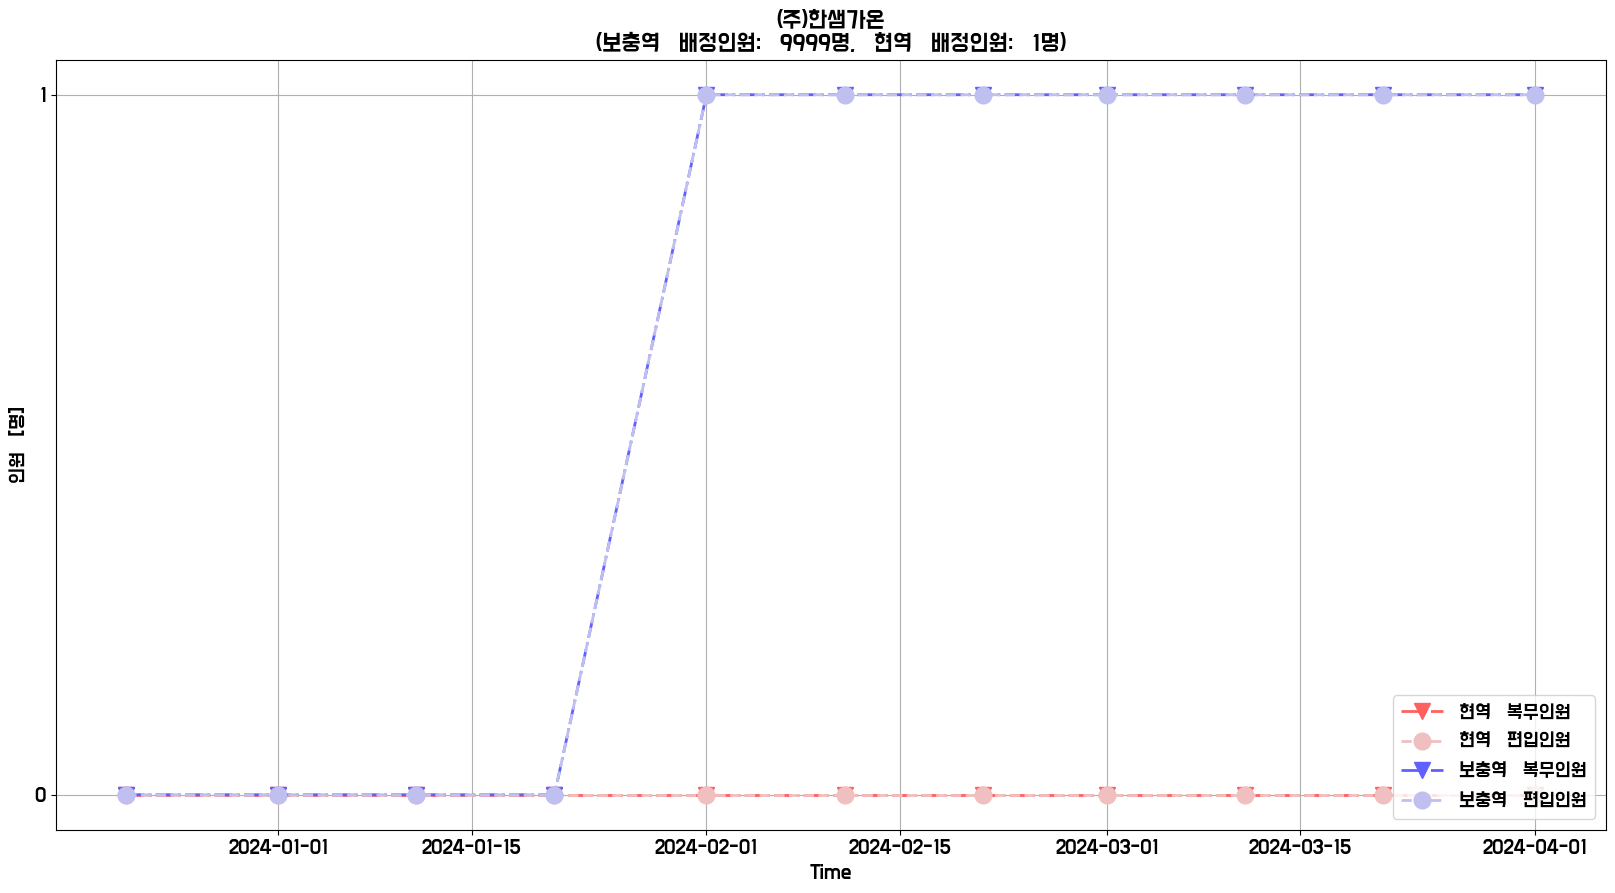 (주)한샘가온
(보충역 배정인원: 9999명, 현역 배정인원: 1명)
1
0
인원 [명]
현역 복무인원
현역 편입인원
보충역 복무인원
보충역 편입인원
2024-01-01 2024-01-15 2024-02-01 2024-02-15 2024-03-01 2024-03-15 2024-04-01
Time